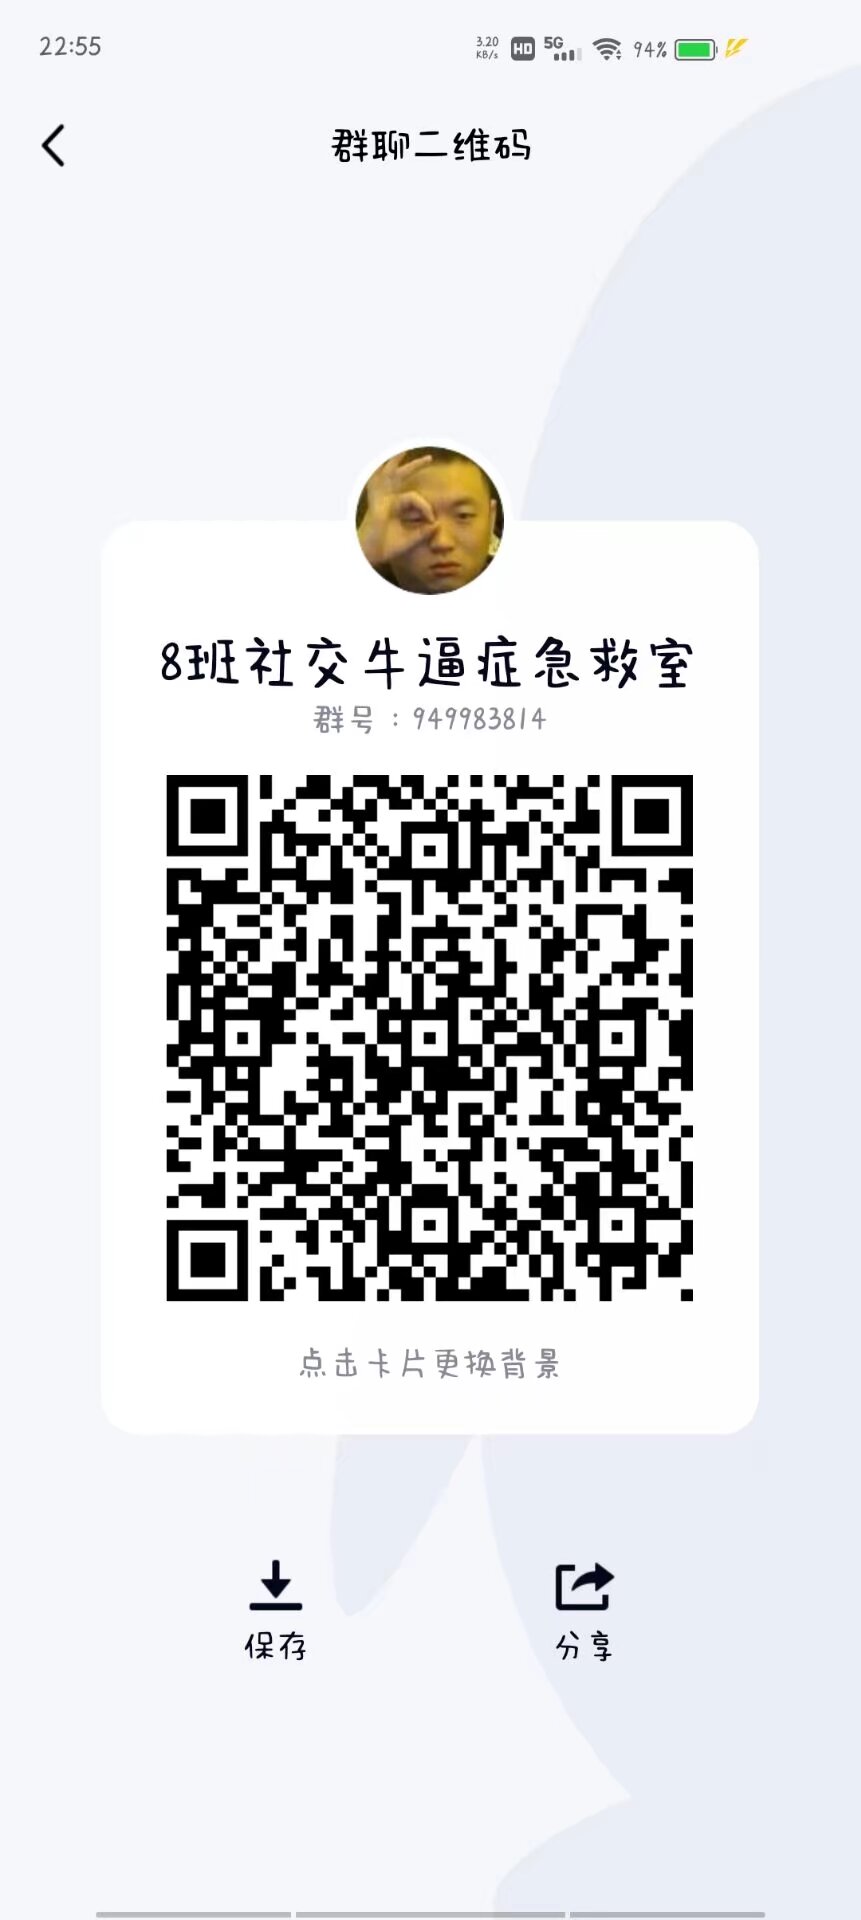 22:55
3.20 KB/s HD 5G 94%
群聊二维码
8班社交牛逼症急救室
群号：949983814
点击卡片更换背景
保存 分享